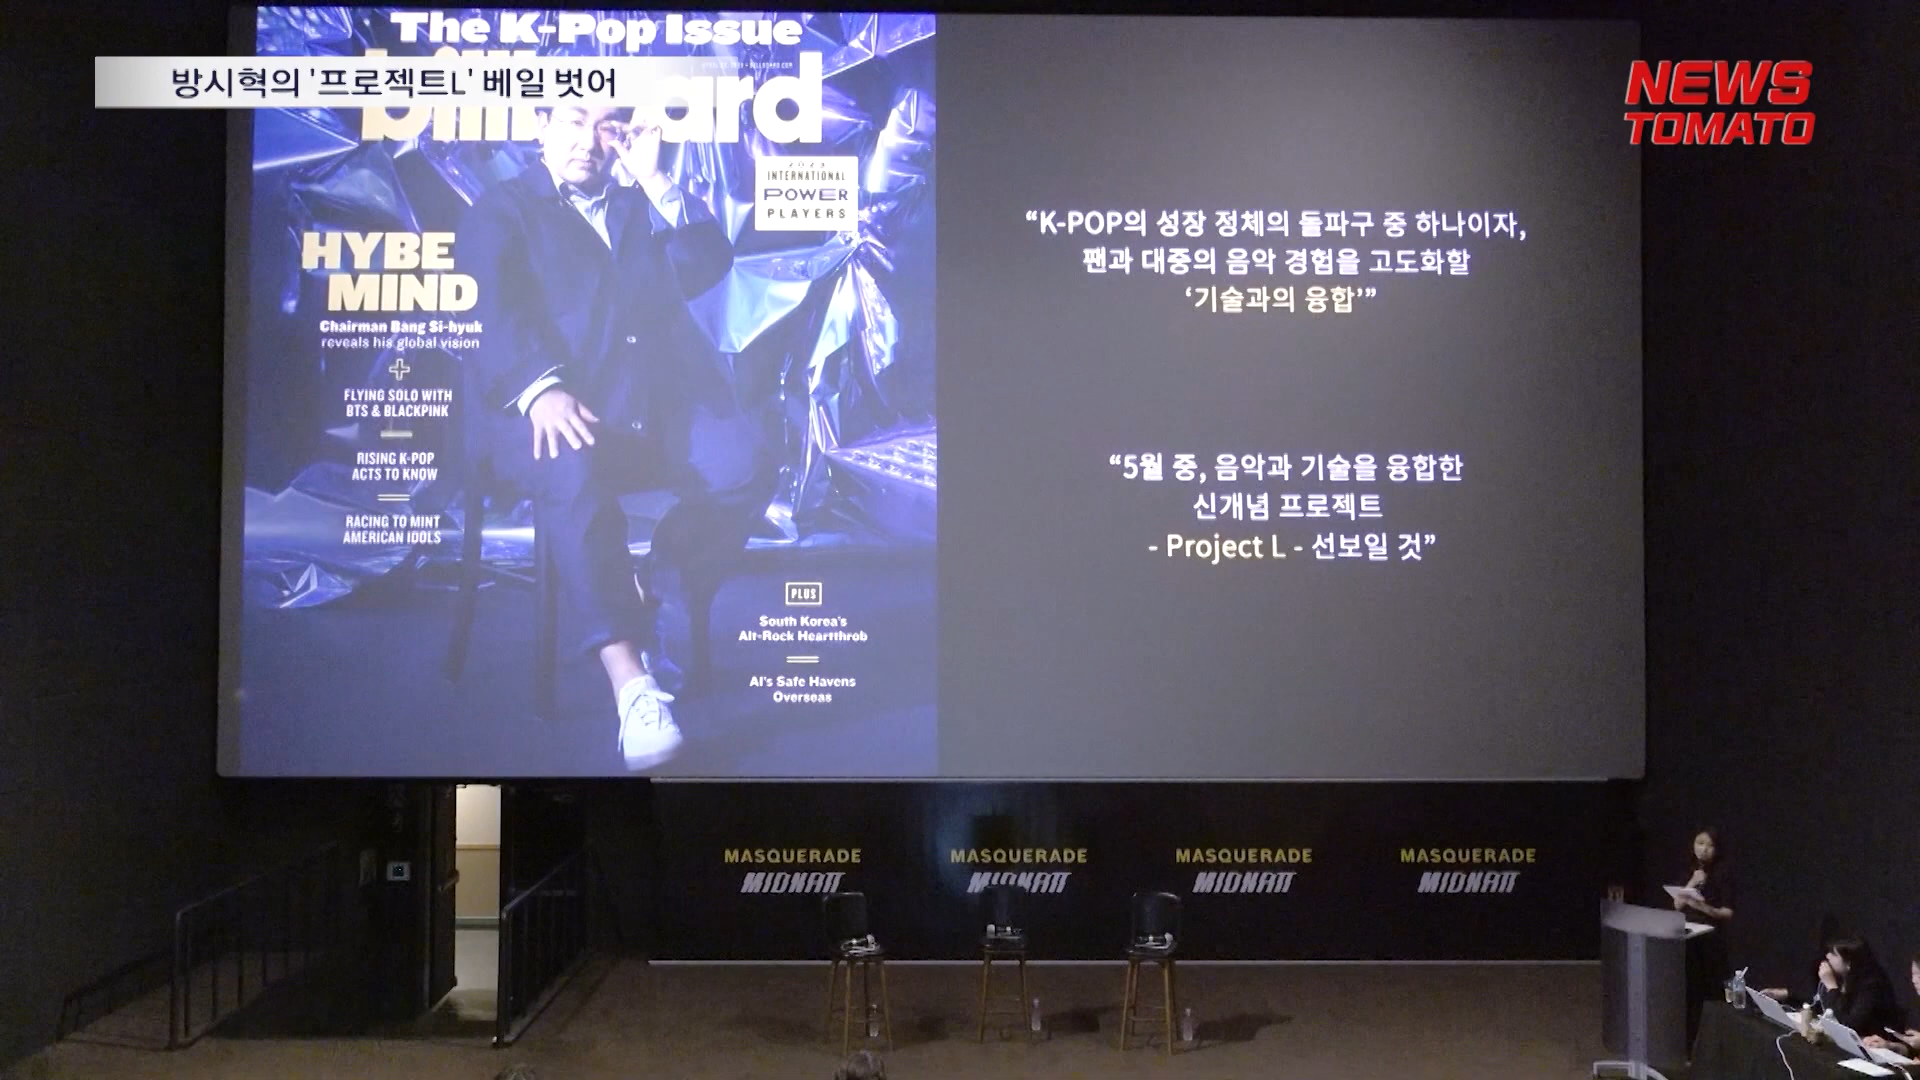 The K-Pop Issue
방시혁의 '프로젝트L' 베일 벗어
NEWS
TOMATO
2023
INTERNATIONAL
POWER
PLAYERS
HYBE
MIND
Chairman Bang Si-hyuk
reveals his global vision
+
FLYING SOLO WITH
BTS & BLACKPINK
RISING K-POP
ACTS TO KNOW
RACING TO MINT
AMERICAN IDOLS
PLUS
South Korea's
Alt-Rock Heartthrob
AI's Safe Havens
Overseas
“K-POP의 성장 정체의 돌파구 중 하나이자,
팬과 대중의 음악 경험을 고도화할
‘기술과의 융합’”
“5월 중, 음악과 기술을 융합한
신개념 프로젝트
- Project L - 선보일 것”
MASQUERADE MASQUERADE MASQUERADE MASQUERADE
MIDNATT MIDNATT MIDNATT MIDNATT